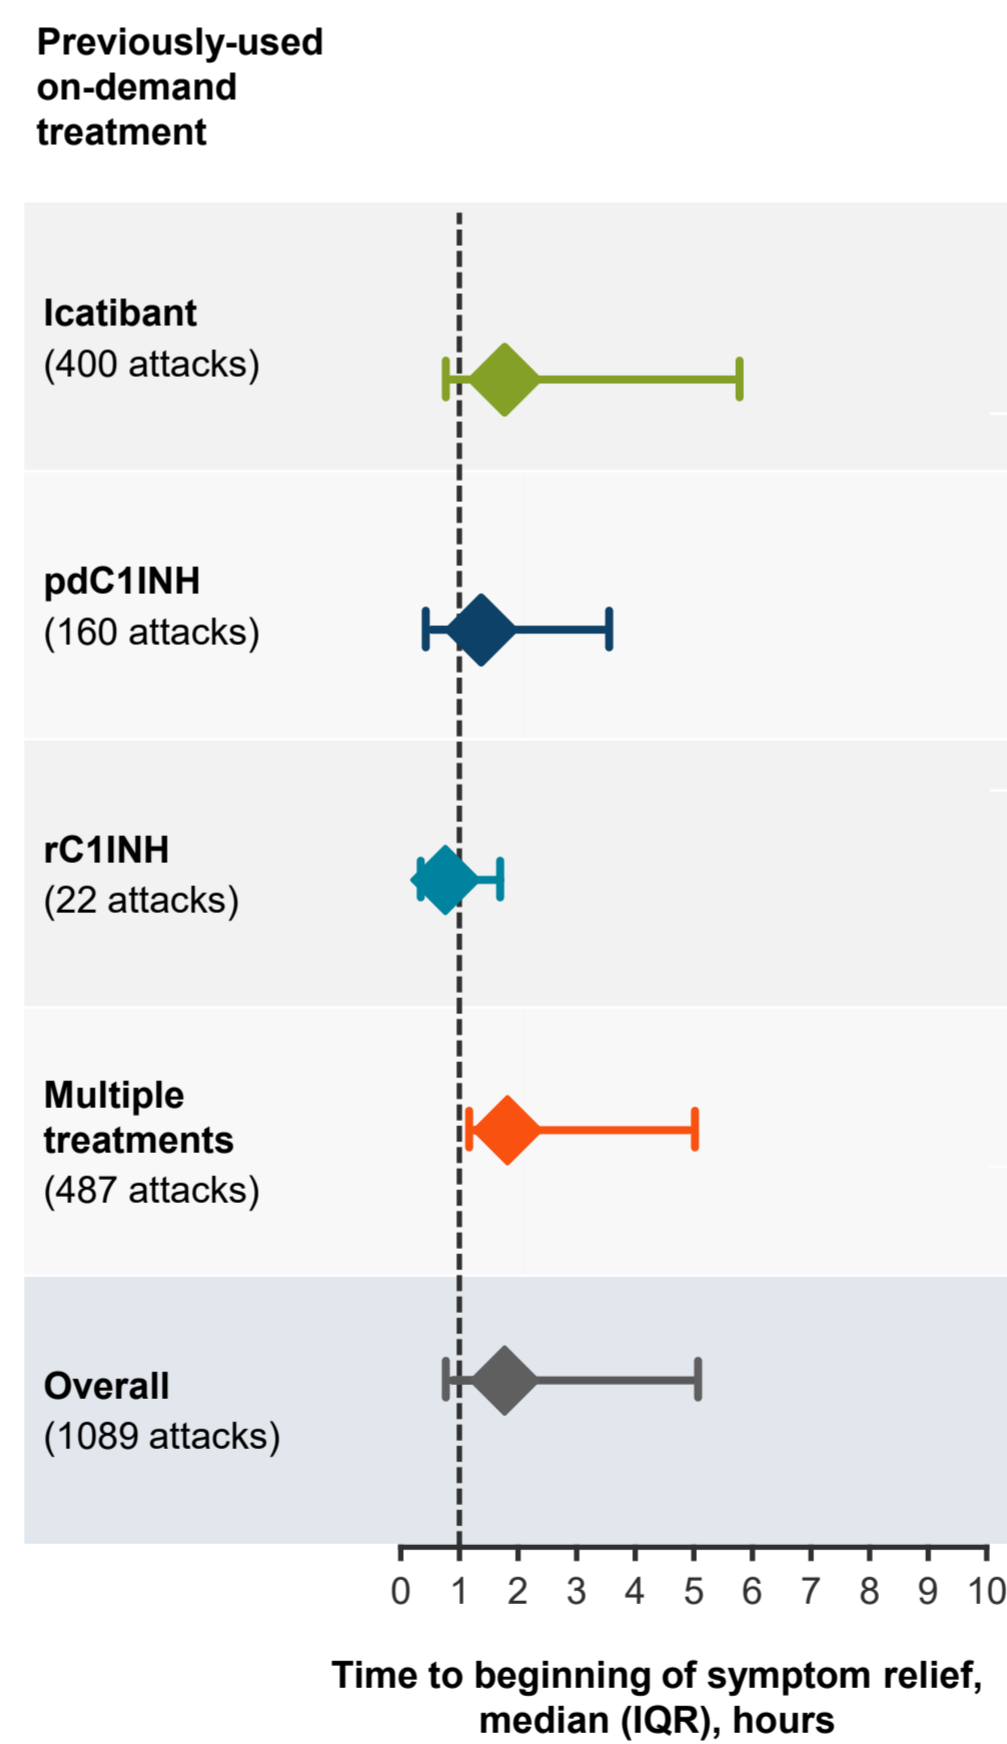 Previously-used
on-demand
treatment
Icatibant
(400 attacks)
pdC1INH
(160 attacks)
rC1INH
(22 attacks)
Multiple
treatments
(487 attacks)
Overall
(1089 attacks)
0 1 2 3 4 5 6 7 8 9 10
Time to beginning of symptom relief,
median (IQR), hours